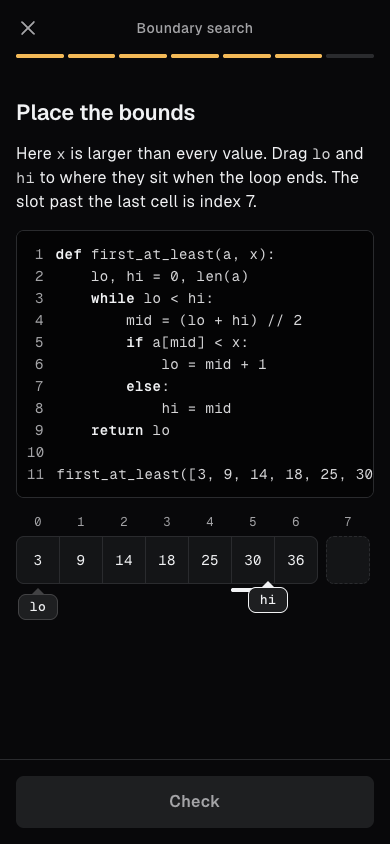 Boundary search
Place the bounds
Here x is larger than every value. Drag lo and
hi to where they sit when the loop ends. The
slot past the last cell is index 7.
1 def first_at_least(a, x):
2     lo, hi = 0, len(a)
3     while lo < hi:
4         mid = (lo + hi) // 2
5         if a[mid] < x:
6             lo = mid + 1
7         else:
8             hi = mid
9     return lo
10
11 first_at_least([3, 9, 14, 18, 25, 30
0 1 2 3 4 5 6 7
3 9 14 18 25 30 36
lo hi
Check